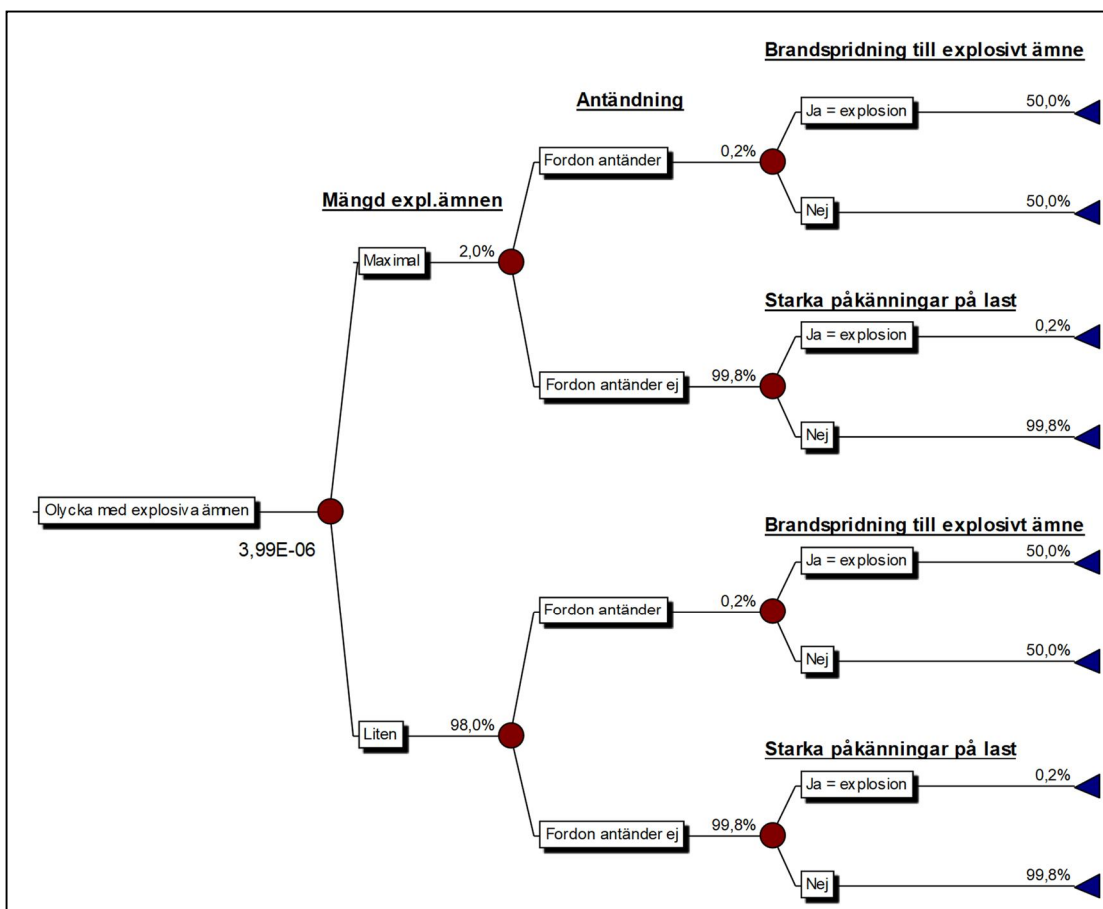 Brandspridning till explosivt ämne
Antändning
Ja = explosion
50,0%
Fordon antänder
0,2%
Mängd expl.ämnen
Nej
50,0%
Maximal
2,0%
Starka påkänningar på last
Ja = explosion
0,2%
Fordon antänder ej
99,8%
Nej
99,8%
Olycka med explosiva ämnen
3,99E-06
Brandspridning till explosivt ämne
Ja = explosion
50,0%
Fordon antänder
0,2%
Nej
50,0%
Liten
98,0%
Starka påkänningar på last
Ja = explosion
0,2%
Fordon antänder ej
99,8%
Nej
99,8%